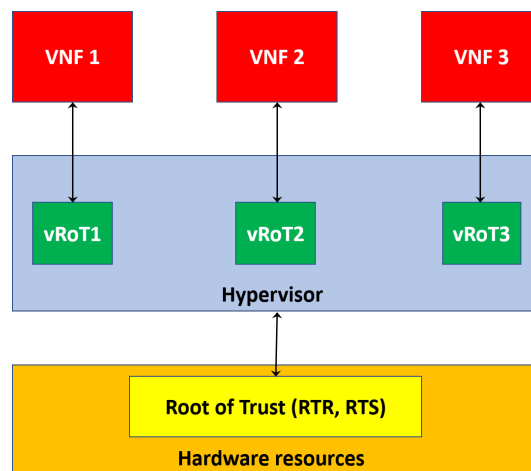 VNF 1
VNF 2
VNF 3
vRoT1
vRoT2
vRoT3
Hypervisor
Root of Trust (RTR, RTS)
Hardware resources